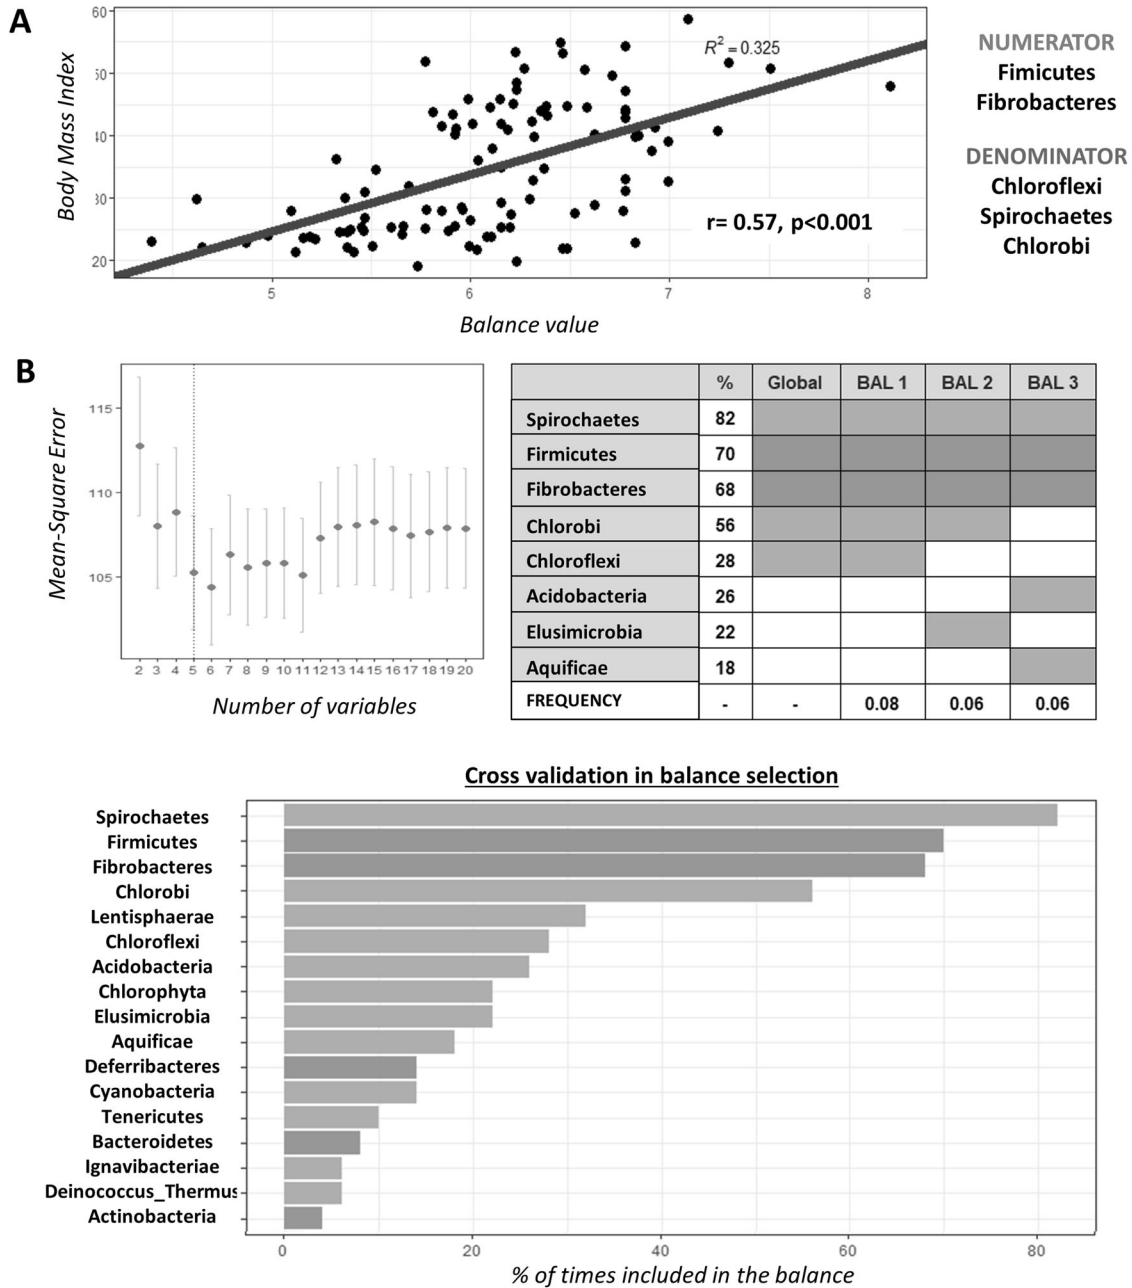 A
60
50
40
30
20
Body Mass Index
R² = 0.325
r= 0.57, p<0.001
5 6 7 8
Balance value
NUMERATOR
Fimicutes
Fibrobacteres
DENOMINATOR
Chloroflexi
Spirochaetes
Chlorobi
B
Mean-Square Error
115
110
105
2 3 4 5 6 7 8 9 10 11 12 13 14 15 16 17 18 19 20
Number of variables
% Global BAL 1 BAL 2 BAL 3
Spirochaetes 82
Firmicutes 70
Fibrobacteres 68
Chlorobi 56
Chloroflexi 28
Acidobacteria 26
Elusimicrobia 22
Aquificae 18
FREQUENCY - - 0.08 0.06 0.06
Cross validation in balance selection
Spirochaetes
Firmicutes
Fibrobacteres
Chlorobi
Lentisphaerae
Chloroflexi
Acidobacteria
Chlorophyta
Elusimicrobia
Aquificae
Deferribacteres
Cyanobacteria
Tenericutes
Bacteroidetes
Ignavibacteriae
Deinococcus_Thermus
Actinobacteria
0 20 40 60 80
% of times included in the balance